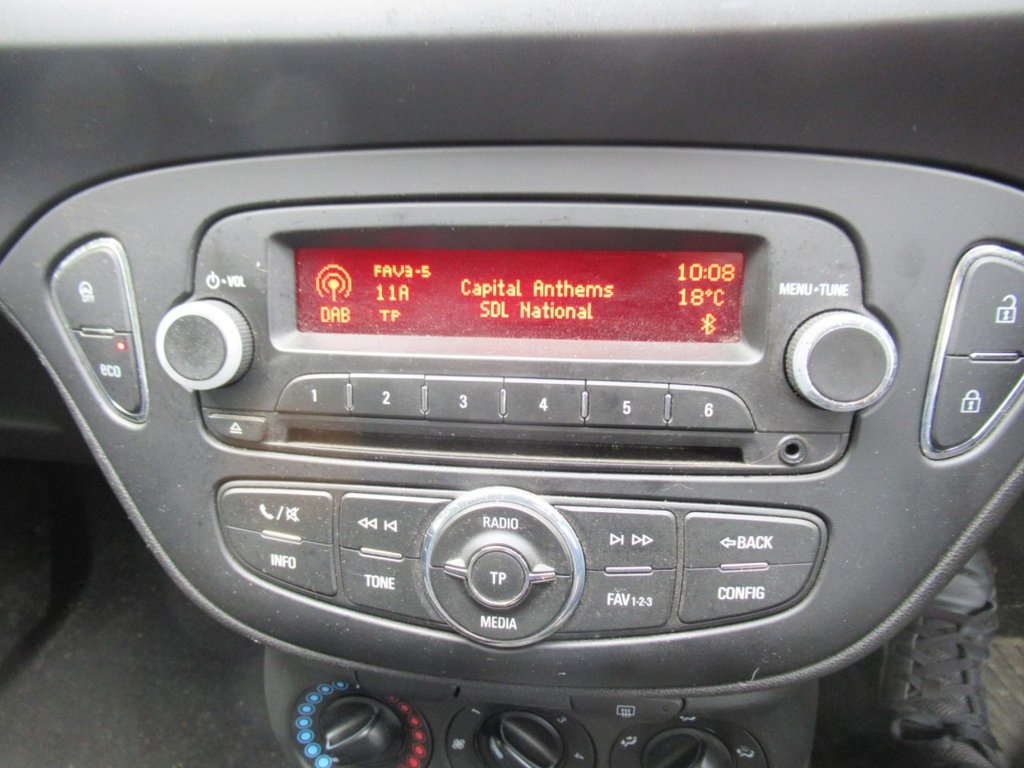 FAV3-5
10:08
11A
Capital Anthems
18°C
DAB
TP
SDL National
VOL
MENU•TUNE
eco
1 2 3 4 5 6
RADIO
INFO
TONE
TP
FAV1-2-3
BACK
CONFIG
MEDIA